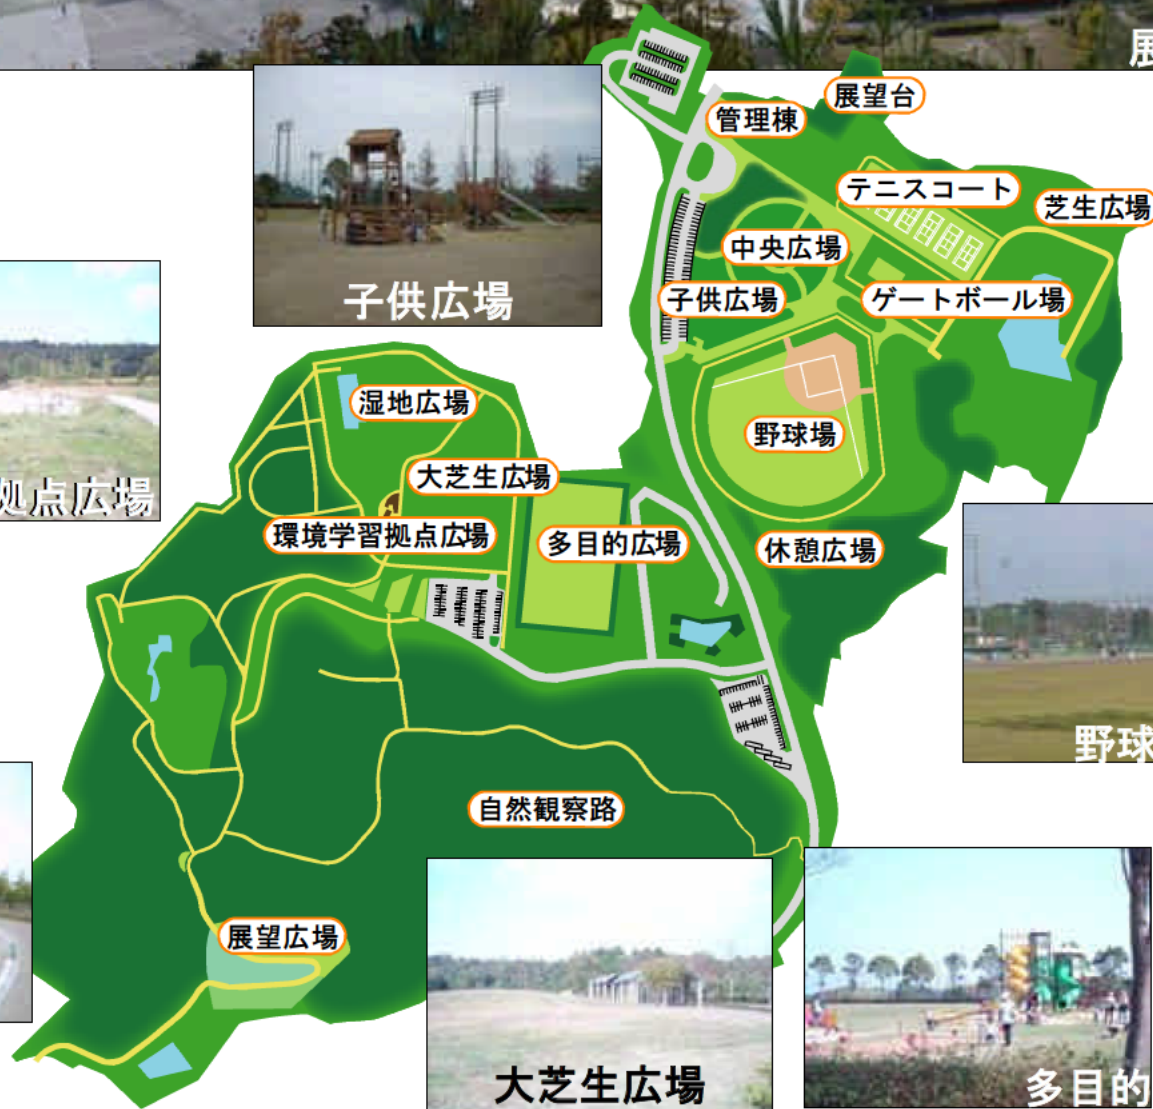 展
管理棟
展望台
テニスコート
芝生広場
中央広場
子供広場
ゲートボール場
子供広場
湿地広場
野球場
大芝生広場
拠点広場
環境学習拠点広場
多目的広場
休憩広場
野球
自然観察路
展望広場
大芝生広場
多目的